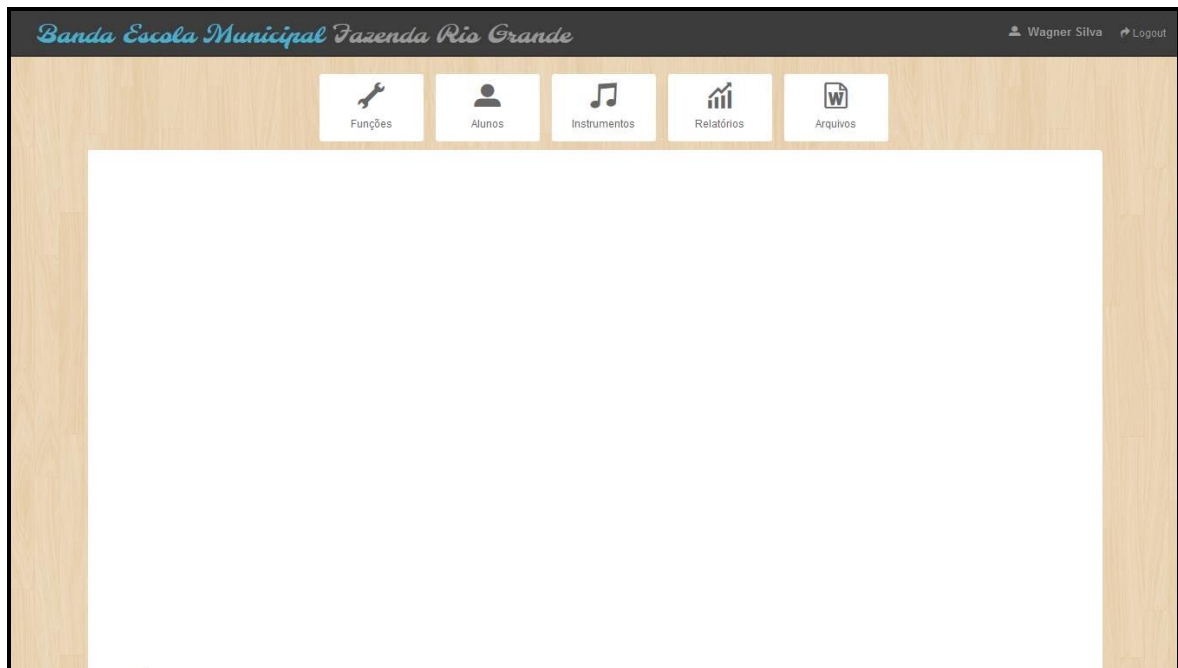 Banda Escola Municipal Fazenda Rio Grande
Wagner Silva Logout
Funções Alunos Instrumentos Relatórios Arquivos